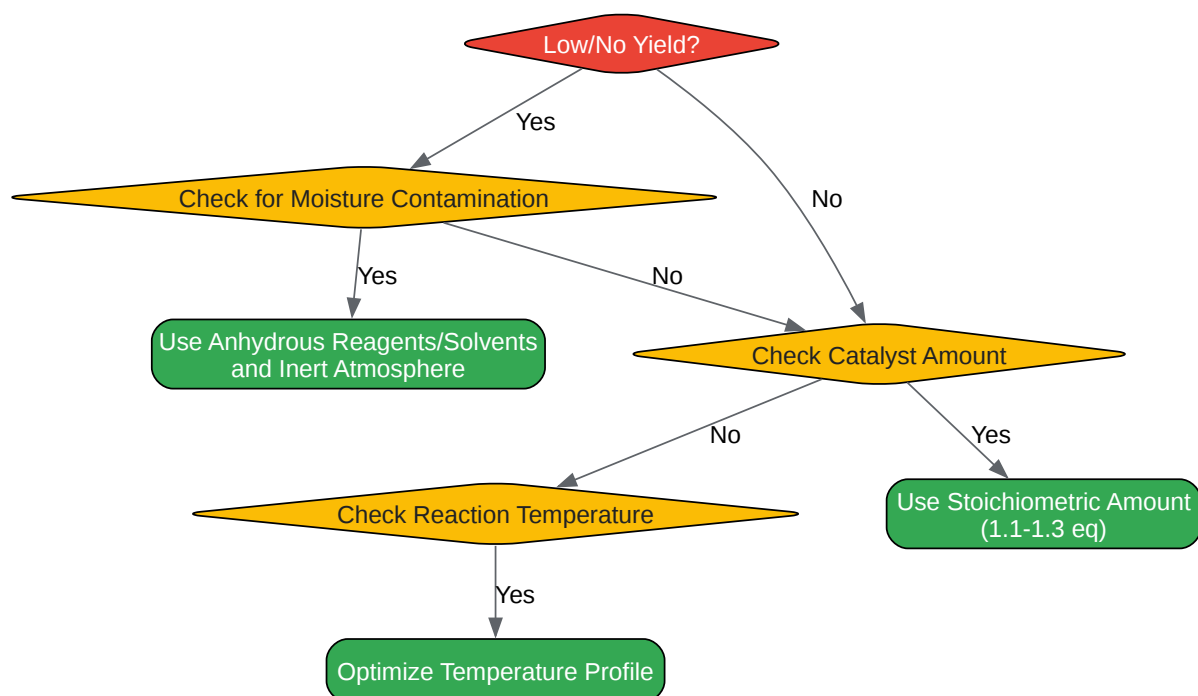 Low/No Yield?
Yes
Check for Moisture Contamination
No
Yes
No
Use Anhydrous Reagents/Solvents
and Inert Atmosphere
Check Catalyst Amount
No
Yes
Use Stoichiometric Amount
(1.1-1.3 eq)
Check Reaction Temperature
Yes
Optimize Temperature Profile